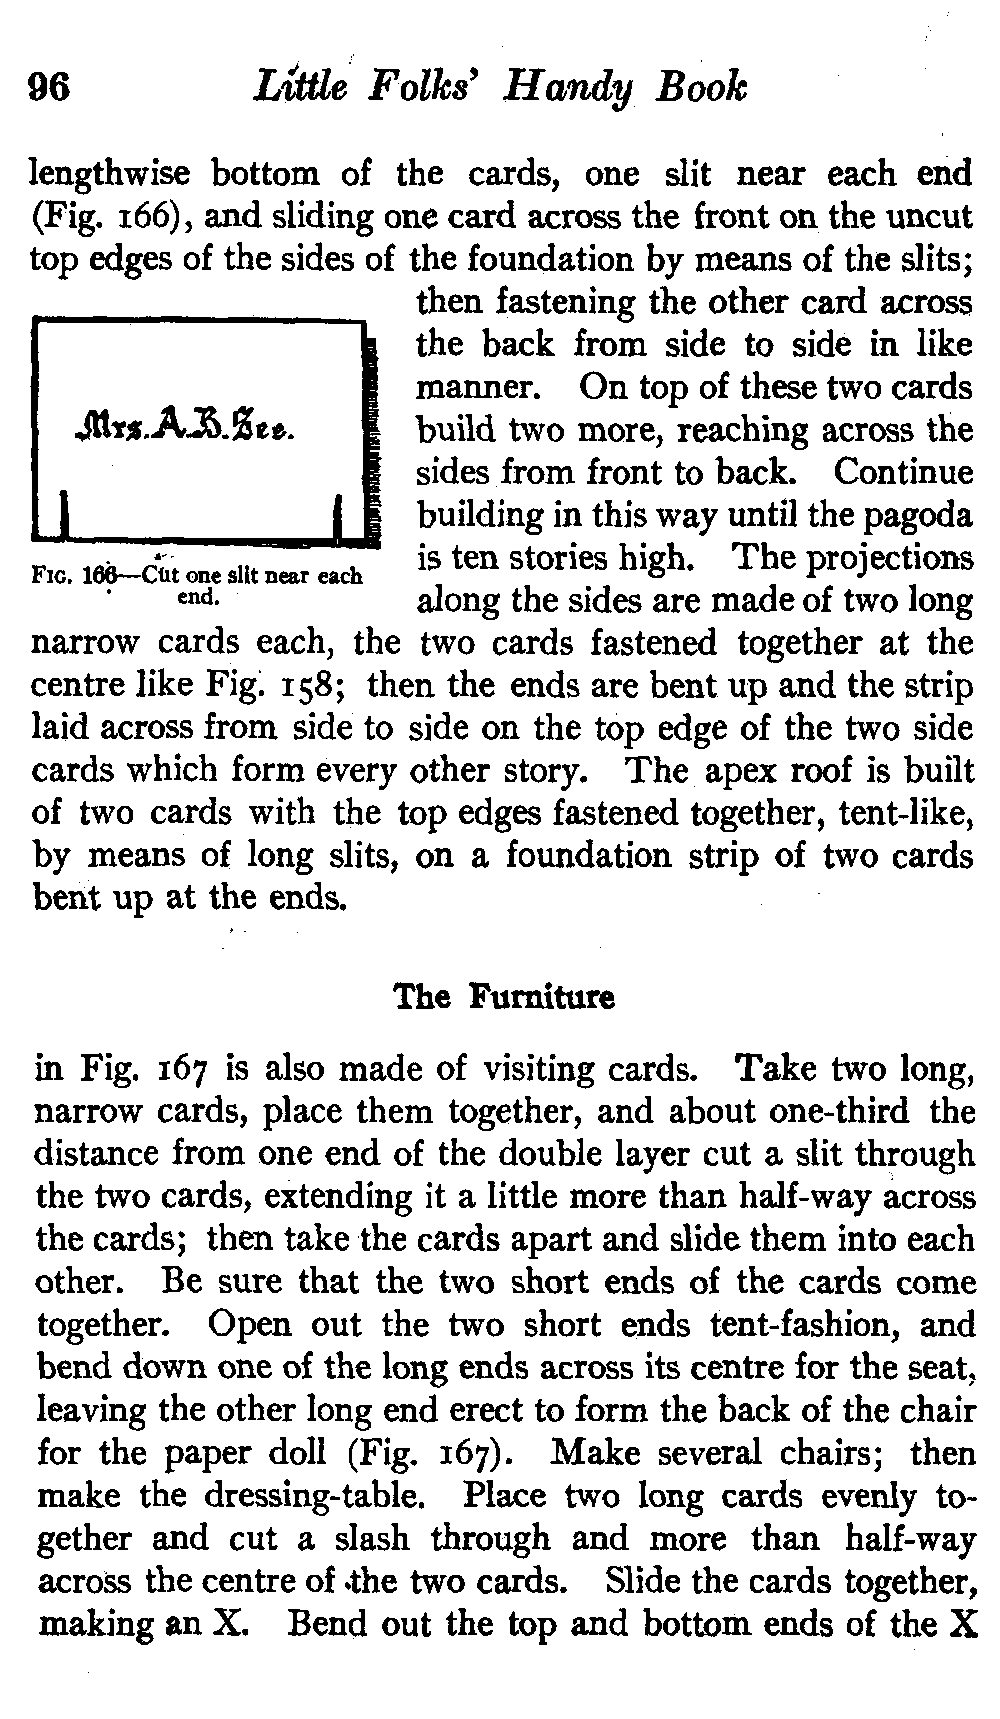 96 Little Folks' Handy Book
lengthwise bottom of the cards, one slit near each end
(Fig. 166), and sliding one card across the front on the uncut
top edges of the sides of the foundation by means of the slits;
then fastening the other card across
the back from side to side in like
manner. On top of these two cards
build two more, reaching across the
sides from front to back. Continue
building in this way until the pagoda
is ten stories high. The projections
along the sides are made of two long
Mrs. A. B. See.
Fig. 166—Cut one slit near each
end.
narrow cards each, the two cards fastened together at the
centre like Fig. 158; then the ends are bent up and the strip
laid across from side to side on the top edge of the two side
cards which form every other story. The apex roof is built
of two cards with the top edges fastened together, tent-like,
by means of long slits, on a foundation strip of two cards
bent up at the ends.
The Furniture
in Fig. 167 is also made of visiting cards. Take two long,
narrow cards, place them together, and about one-third the
distance from one end of the double layer cut a slit through
the two cards, extending it a little more than half-way across
the cards; then take the cards apart and slide them into each
other. Be sure that the two short ends of the cards come
together. Open out the two short ends tent-fashion, and
bend down one of the long ends across its centre for the seat,
leaving the other long end erect to form the back of the chair
for the paper doll (Fig. 167). Make several chairs; then
make the dressing-table. Place two long cards evenly to-
gether and cut a slash through and more than half-way
across the centre of the two cards. Slide the cards together,
making an X. Bend out the top and bottom ends of the X